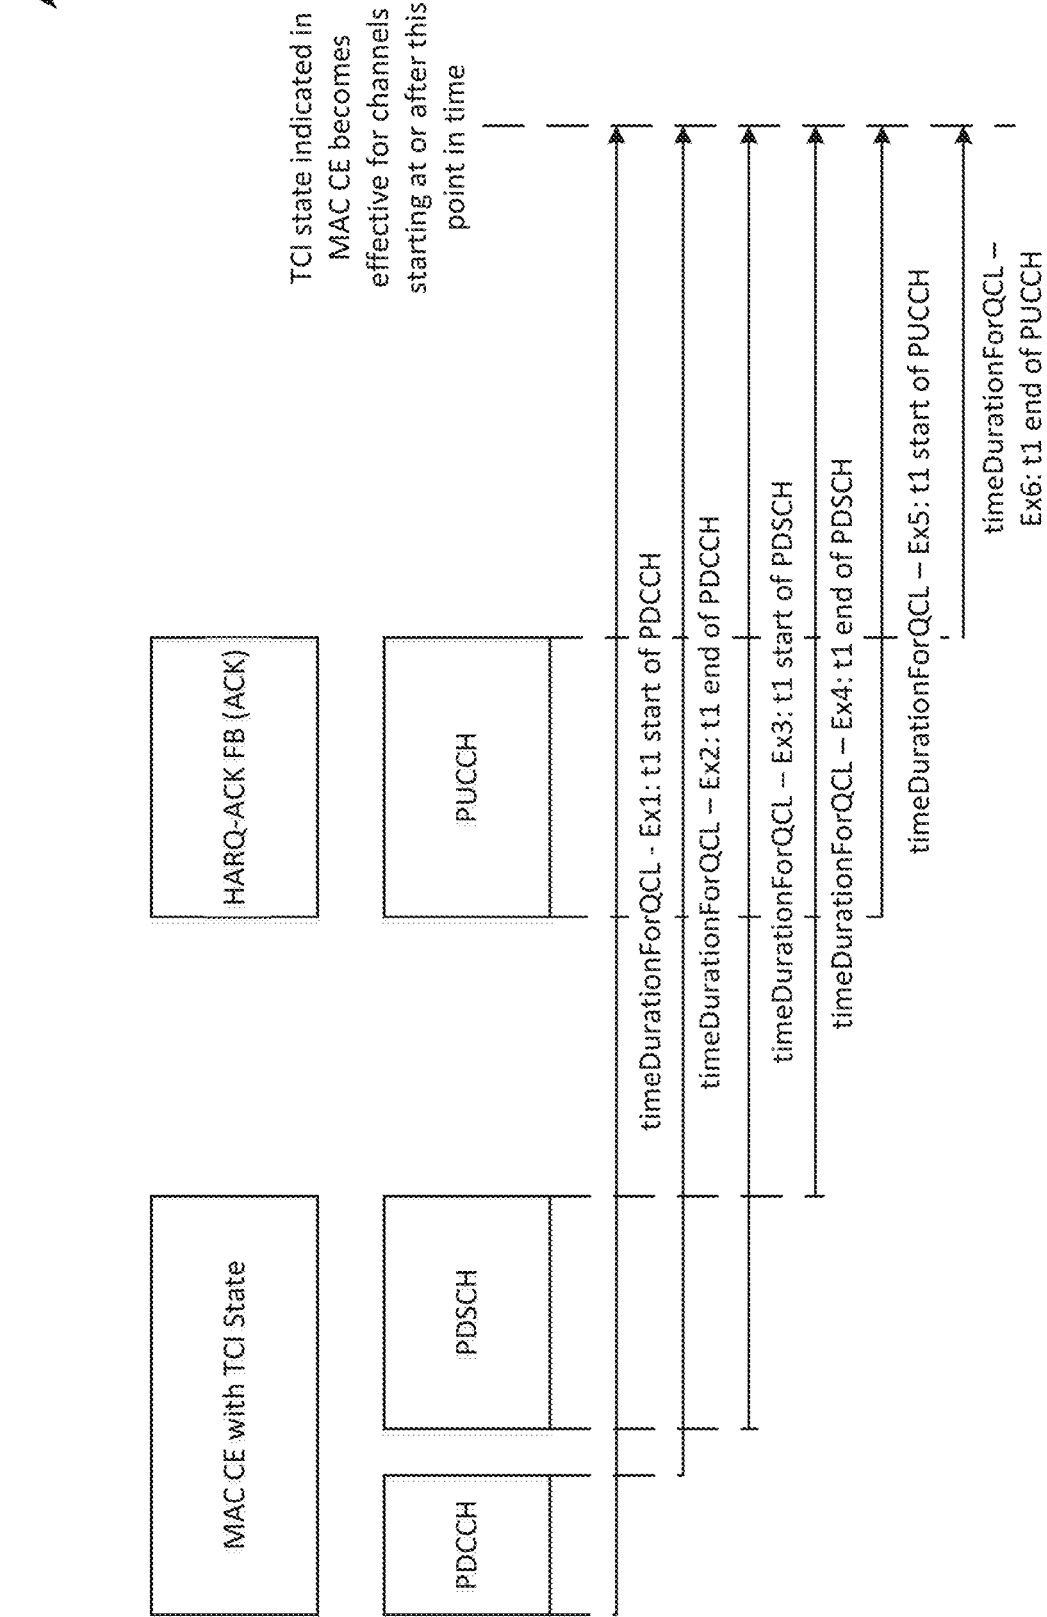 TCI state indicated in
MAC CE becomes
effective for channels
starting at or after this
point in time
MAC CE with TCI State
HARQ-ACK FB (ACK)
PDCCH
PDSCH
PUCCH
timeDurationForQCL - Ex1: t1 start of PDCCH
timeDurationForQCL – Ex2: t1 end of PDCCH
timeDurationForQCL – Ex3: t1 start of PDSCH
timeDurationForQCL – Ex4: t1 end of PDSCH
timeDurationForQCL – Ex5: t1 start of PUCCH
timeDurationForQCL –
Ex6: t1 end of PUCCH